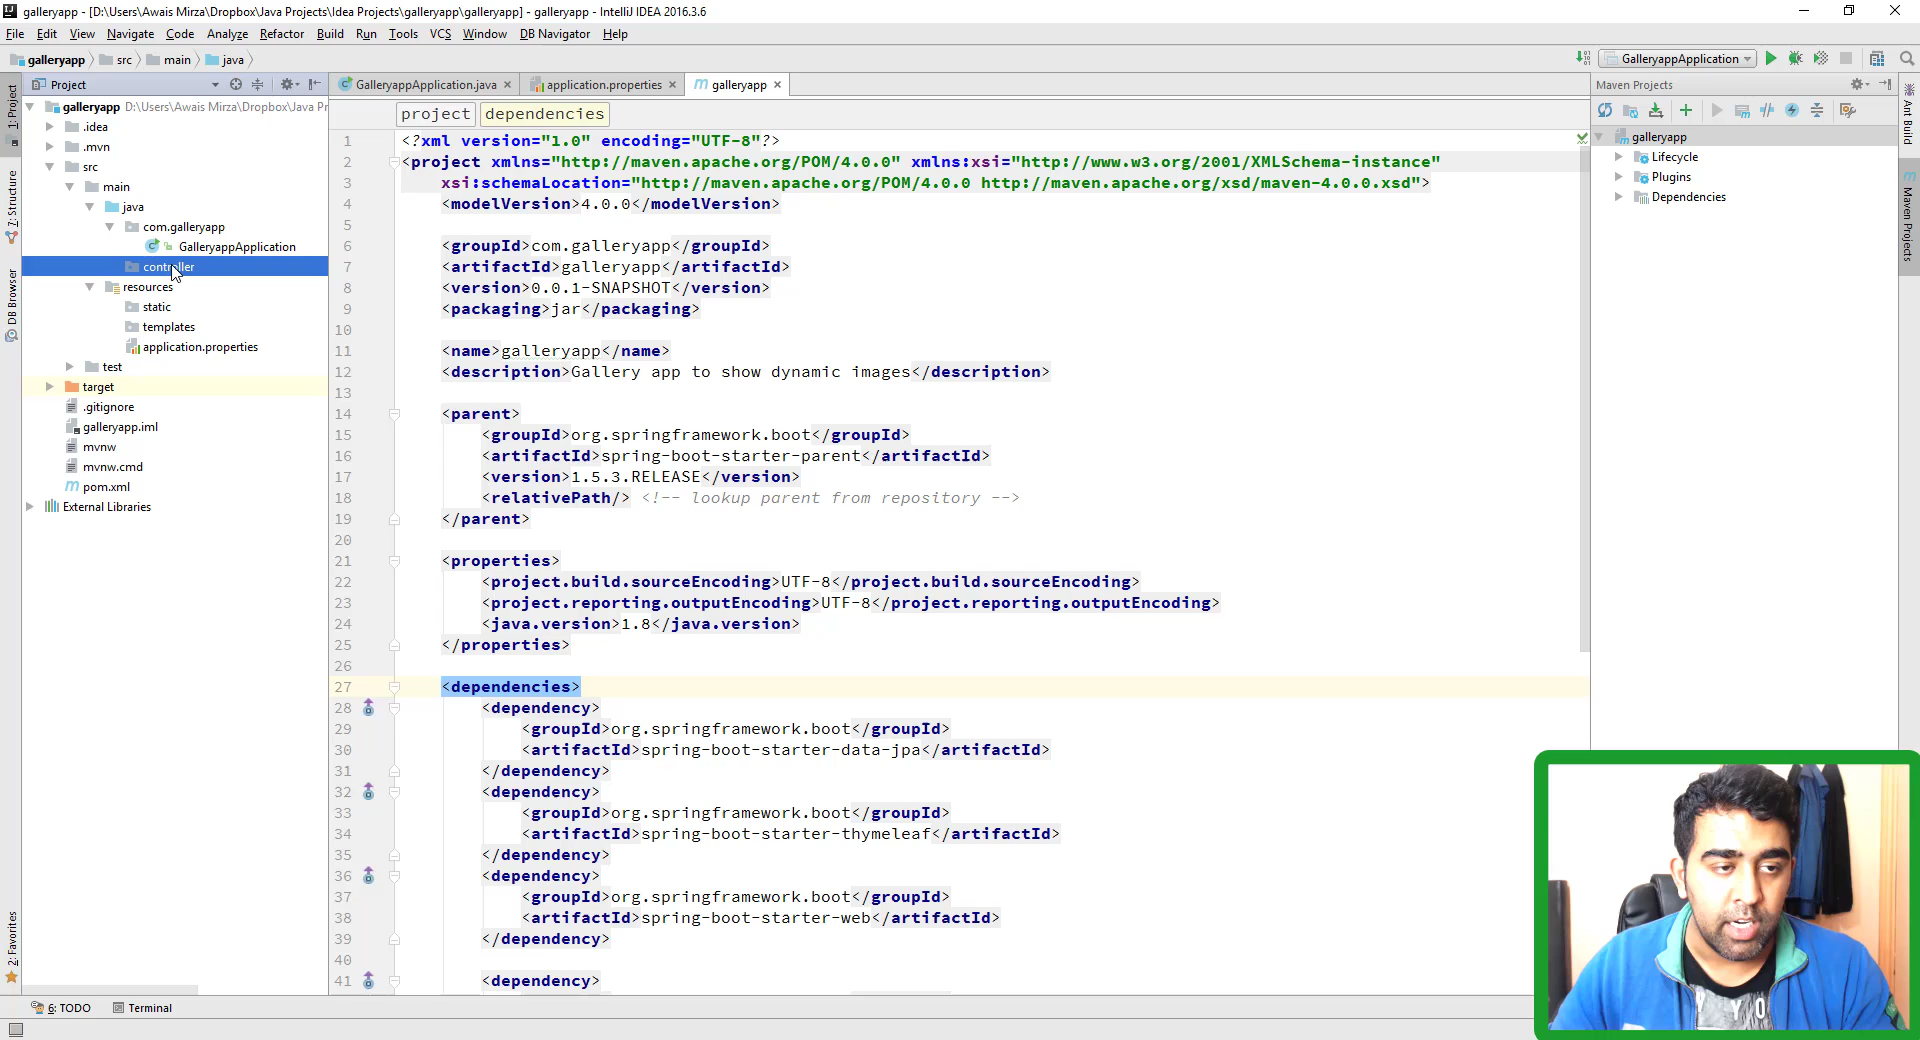 galleryapp - [D:\Users\Awais Mirza\Dropbox\Java Projects\Idea Projects\galleryapp\galleryapp] - galleryapp - IntelliJ IDEA 2016.3.6
File Edit View Navigate Code Analyze Refactor Build Run Tools VCS Window DB Navigator Help
galleryapp src main java GalleryappApplication
Project
GalleryappApplication.java application.properties galleryapp
Maven Projects
galleryapp D:\Users\Awais Mirza\Dropbox\Java Pr
.idea
.mvn
src
main
java
com.galleryapp
GalleryappApplication
controller
resources
static
templates
application.properties
test
target
.gitignore
galleryapp.iml
mvnw
mvnw.cmd
pom.xml
External Libraries
1: Project
7: Structure
DB Browser
2: Favorites
project dependencies
1 <?xml version="1.0" encoding="UTF-8"?>
2 <project xmlns="http://maven.apache.org/POM/4.0.0" xmlns:xsi="http://www.w3.org/2001/XMLSchema-instance"
3 xsi:schemaLocation="http://maven.apache.org/POM/4.0.0 http://maven.apache.org/xsd/maven-4.0.0.xsd">
4 <modelVersion>4.0.0</modelVersion>
5
6 <groupId>com.galleryapp</groupId>
7 <artifactId>galleryapp</artifactId>
8 <version>0.0.1-SNAPSHOT</version>
9 <packaging>jar</packaging>
10
11 <name>galleryapp</name>
12 <description>Gallery app to show dynamic images</description>
13
14 <parent>
15 <groupId>org.springframework.boot</groupId>
16 <artifactId>spring-boot-starter-parent</artifactId>
17 <version>1.5.3.RELEASE</version>
18 <relativePath/> <!-- lookup parent from repository -->
19 </parent>
20
21 <properties>
22 <project.build.sourceEncoding>UTF-8</project.build.sourceEncoding>
23 <project.reporting.outputEncoding>UTF-8</project.reporting.outputEncoding>
24 <java.version>1.8</java.version>
25 </properties>
26
27 <dependencies>
28 <dependency>
29 <groupId>org.springframework.boot</groupId>
30 <artifactId>spring-boot-starter-data-jpa</artifactId>
31 </dependency>
32 <dependency>
33 <groupId>org.springframework.boot</groupId>
34 <artifactId>spring-boot-starter-thymeleaf</artifactId>
35 </dependency>
36 <dependency>
37 <groupId>org.springframework.boot</groupId>
38 <artifactId>spring-boot-starter-web</artifactId>
39 </dependency>
40
41 <dependency>
galleryapp
Lifecycle
Plugins
Dependencies
Ant Build
Maven Projects
6: TODO Terminal